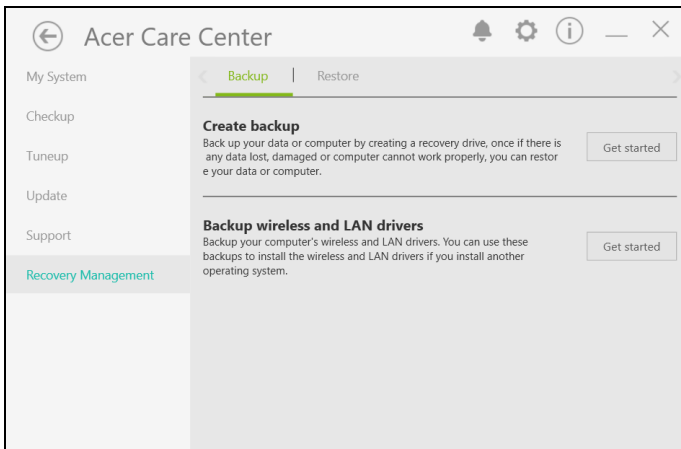 Acer Care Center
My System
Checkup
Tuneup
Update
Support
Recovery Management
Backup
Restore
Create backup
Back up your data or computer by creating a recovery drive, once if there is
any data lost, damaged or computer cannot work properly, you can restor
e your data or computer.
Get started
Backup wireless and LAN drivers
Backup your computer's wireless and LAN drivers. You can use these
backups to install the wireless and LAN drivers if you install another
operating system.
Get started